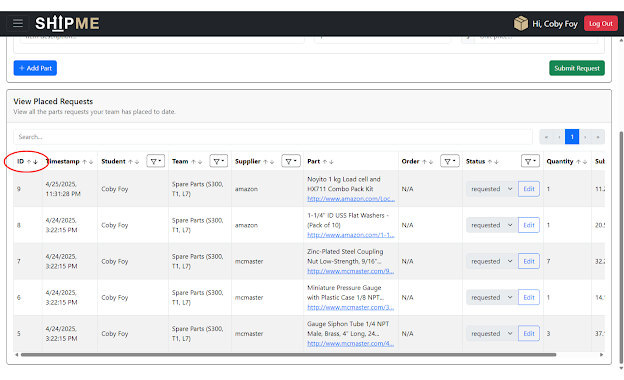 SHIPME
Hi, Coby Foy
Log Out
Item description...
1
$
+ Add Part
Submit Request
View Placed Requests
View all the parts requests your team has placed to date.
Search...
« ‹ 1 › »
ID ↑↓ Timestamp ↑↓ Student ↑↓ Team ↑↓ Supplier ↑↓ Part ↑↓ Order ↑↓ Status ↑↓ Quantity ↑↓ Sub
9
4/25/2025,
11:31:28 PM
Coby Foy
Spare Parts (S300,
T1, L7)
amazon
Noyito 1 kg Load cell and
HX711 Combo Pack Kit
http://www.amazon.com/Loc...
N/A
requested
Edit
1
11.2
8
4/24/2025,
3:22:15 PM
Coby Foy
Spare Parts (S300,
T1, L7)
amazon
1-1/4" ID USS Flat Washers -
(Pack of 10)
http://www.amazon.com/1-1...
N/A
requested
Edit
1
20.5
7
4/24/2025,
3:22:15 PM
Coby Foy
Spare Parts (S300,
T1, L7)
mcmaster
Zinc-Plated Steel Coupling
Nut Low-Strength, 9/16"...
http://www.mcmaster.com/9...
N/A
requested
Edit
7
32.2
6
4/24/2025,
3:22:15 PM
Coby Foy
Spare Parts (S300,
T1, L7)
mcmaster
Miniature Pressure Gauge
with Plastic Case 1/8 NPT...
http://www.mcmaster.com/3...
N/A
requested
Edit
1
14.
5
4/24/2025,
3:22:15 PM
Coby Foy
Spare Parts (S300,
T1, L7)
mcmaster
Gauge Siphon Tube 1/4 NPT
Male, Brass, 4" Long, 24...
http://www.mcmaster.com/4...
N/A
requested
Edit
3
37.